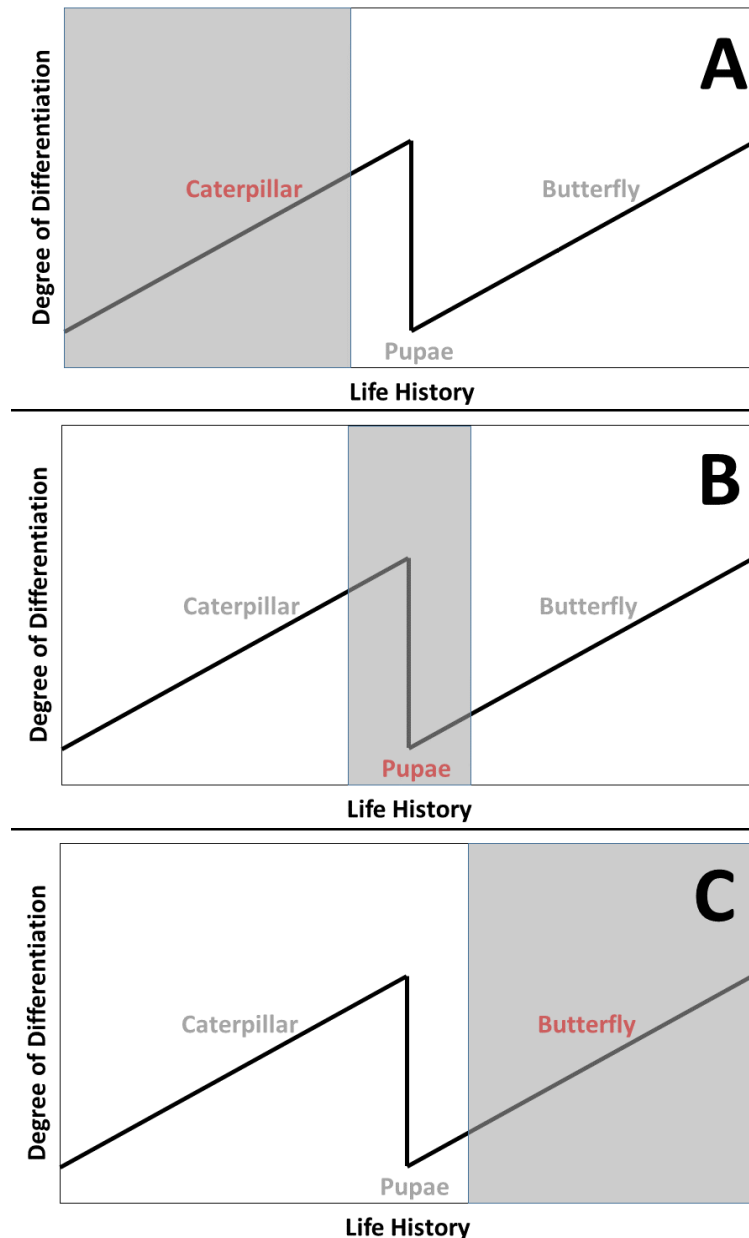 A
Degree of Differentiation
Caterpillar
Butterfly
Pupae
Life History
B
Degree of Differentiation
Caterpillar
Butterfly
Pupae
Life History
C
Degree of Differentiation
Caterpillar
Butterfly
Pupae
Life History